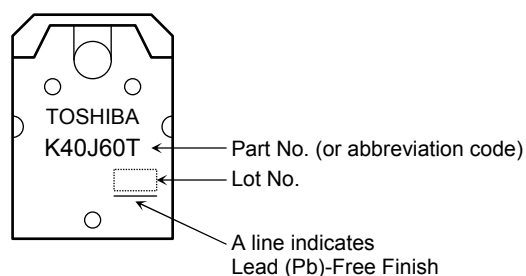 TOSHIBA
K40J60T
Part No. (or abbreviation code)
Lot No.
A line indicates
Lead (Pb)-Free Finish